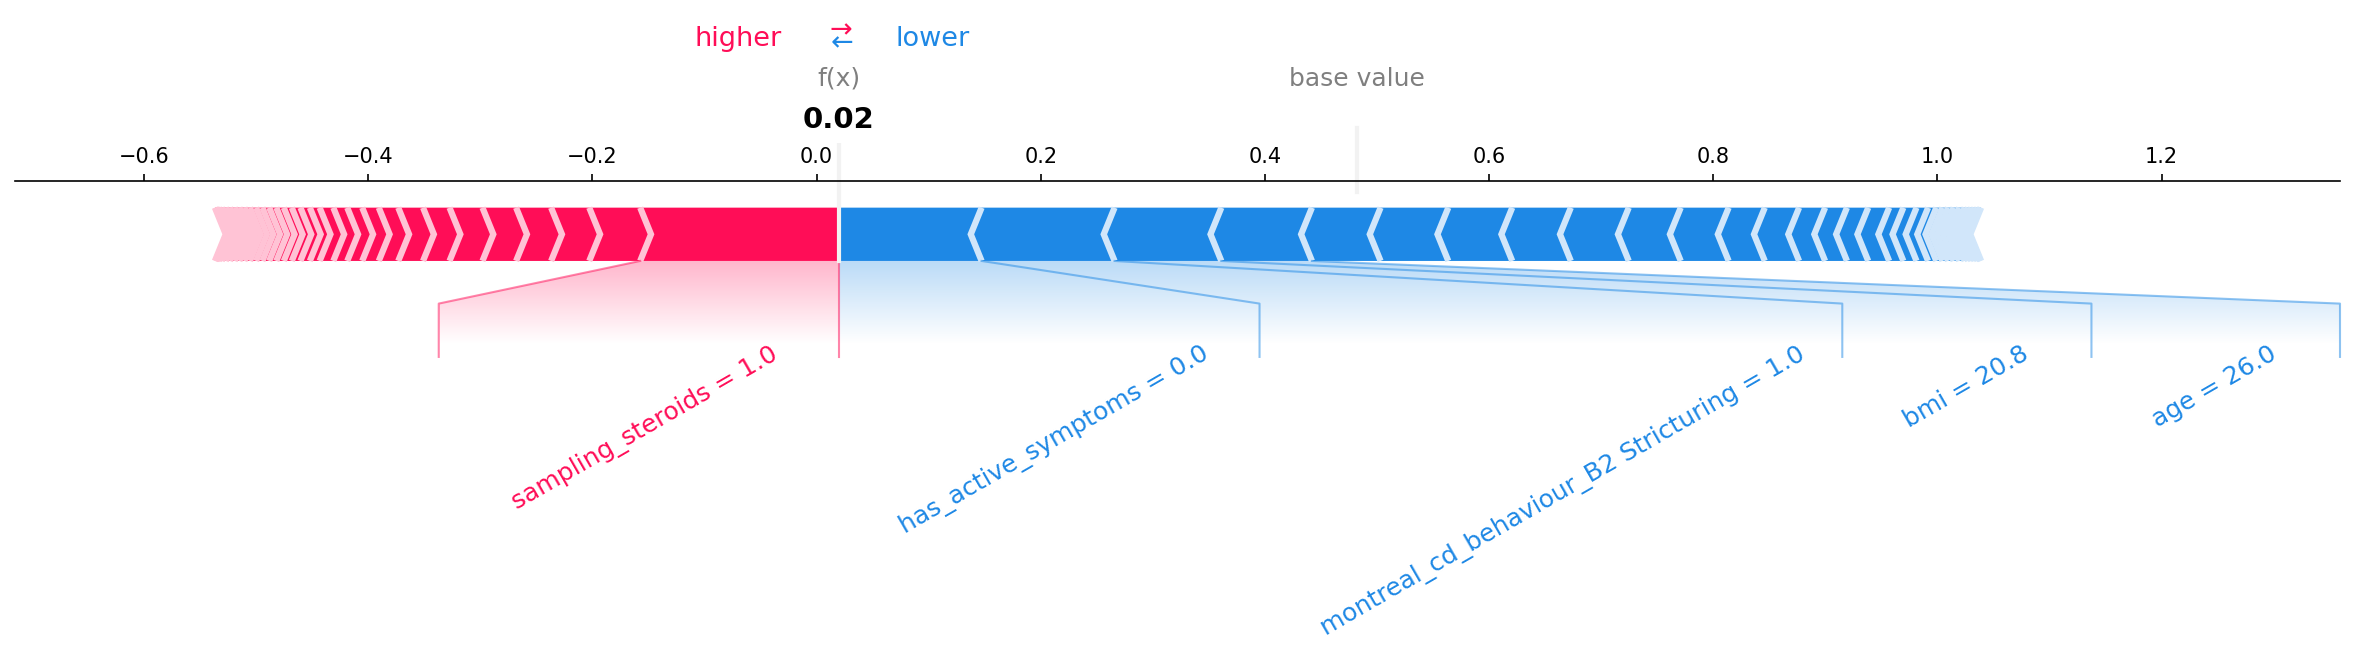 higher ⇄ lower
f(x) base value
0.02
−0.6 −0.4 −0.2 0.0 0.2 0.4 0.6 0.8 1.0 1.2
sampling_steroids = 1.0
has_active_symptoms = 0.0
montreal_cd_behaviour_B2 Stricturing = 1.0
bmi = 20.8
age = 26.0